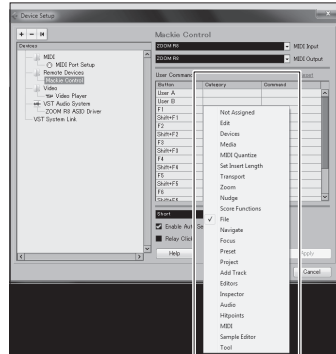 Device Setup
Devices
MIDI
MIDI Port Setup
Remote Devices
Mackie Control
Video
Video Player
VST Audio System
ZOOM R8 ASIO Driver
VST System Link
Mackie Control
ZOOM R8 MIDI Input
ZOOM R8 MIDI Output
User Command
Button Category Command
User A
User B
F1
Shift+F1
F2
Shift+F2
F3
Shift+F3
F4
Shift+F4
F5
Shift+F5
F6
Shift+F6
Not Assigned
Edit
Devices
Media
MIDI Quantize
Set Insert Length
Transport
Zoom
Nudge
Score Functions
✓ File
Navigate
Focus
Preset
Project
Add Track
Editors
Inspector
Audio
Hitpoints
MIDI
Sample Editor
Tool
Short
Enable Auto Se
Relay Click
Help
Apply
Cancel